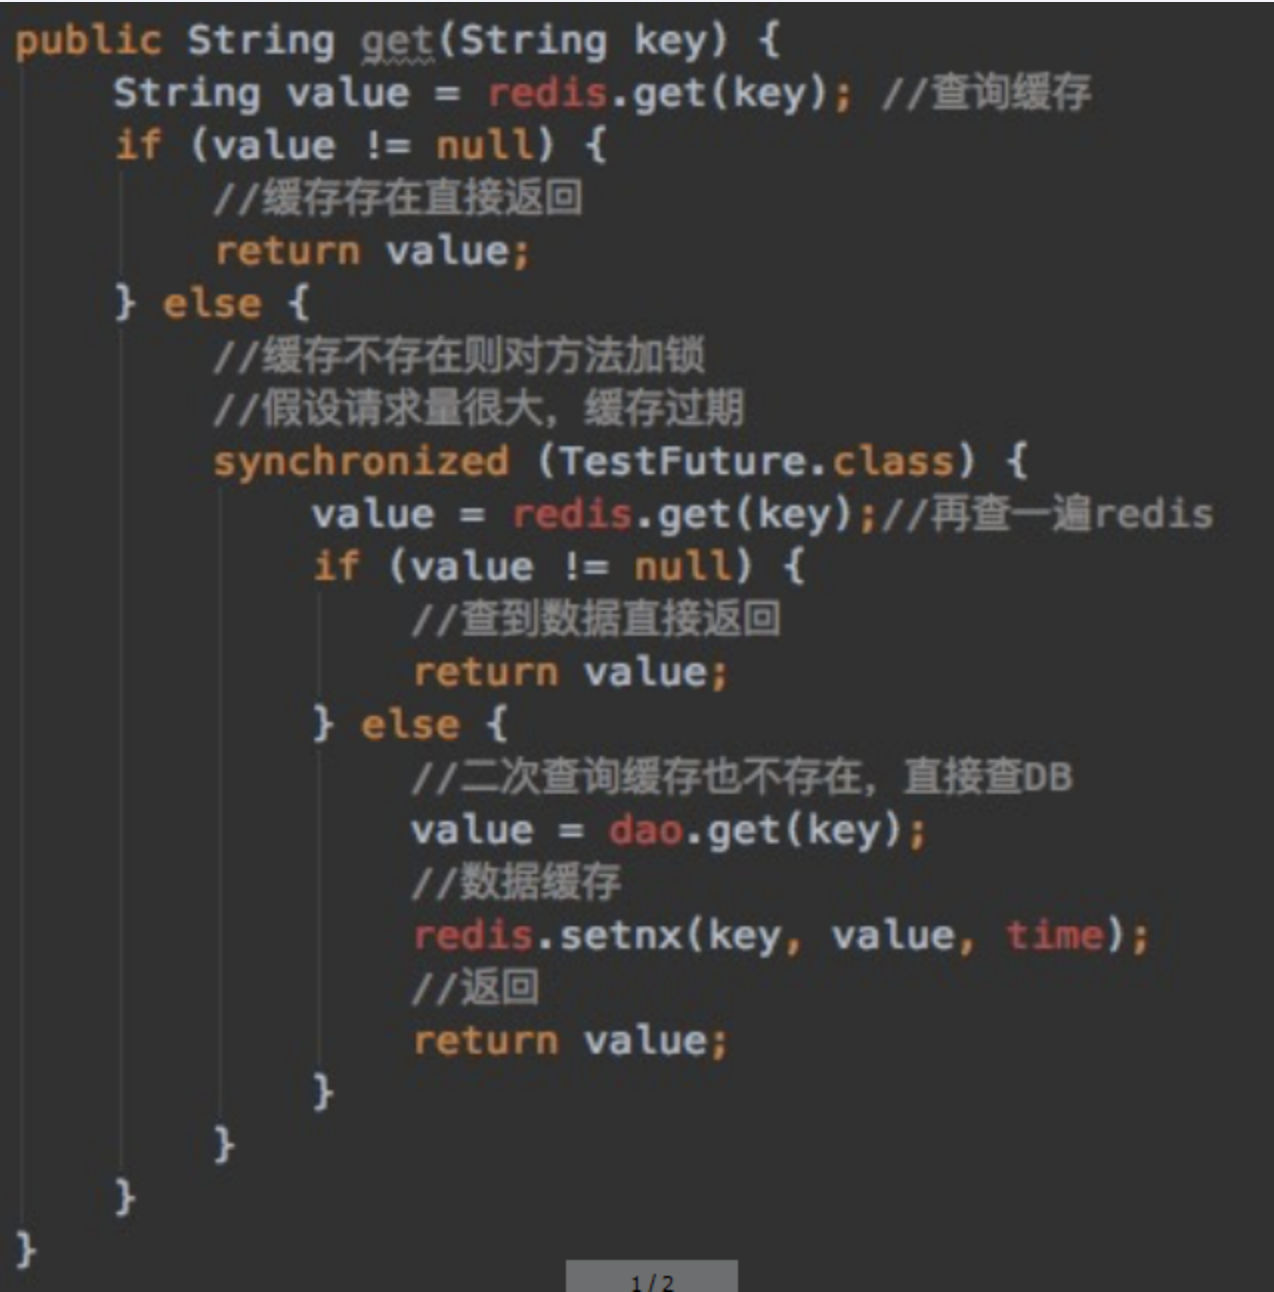 public String get(String key) {
String value = redis.get(key); //查询缓存
if (value != null) {
//缓存存在直接返回
return value;
} else {
//缓存不存在则对方法加锁
//假设请求量很大，缓存过期
synchronized (TestFuture.class) {
value = redis.get(key);//再查一遍redis
if (value != null) {
//查到数据直接返回
return value;
} else {
//二次查询缓存也不存在，直接查DB
value = dao.get(key);
//数据缓存
redis.setnx(key, value, time);
//返回
return value;
}
}
}
}
1/2